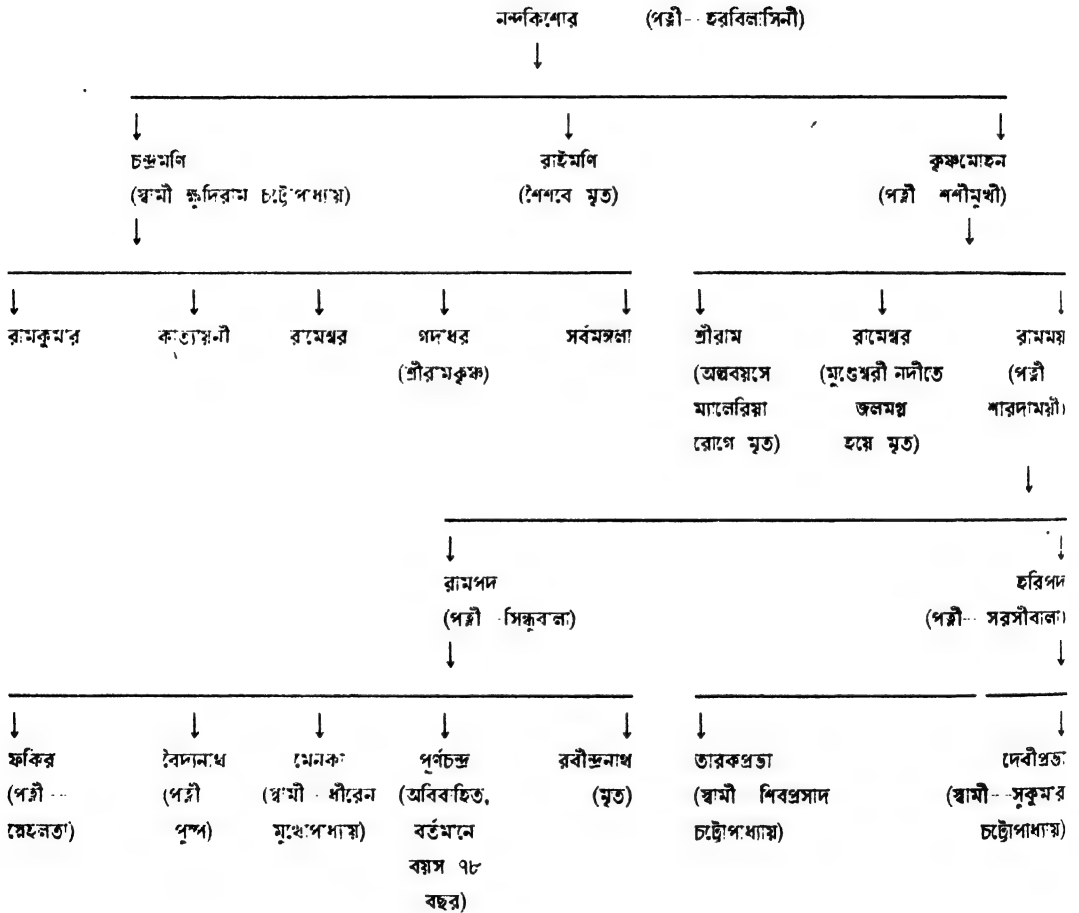 নন্দকিশোর (পত্নী-- হরবিলাসিনী)
চন্দ্রমণি রাইমণি কৃষ্ণমোহন
(স্বামী ক্ষুদিরাম চট্টোপাধ্যায়) (শৈশবে মৃত) (পত্নী শশীমুখী)
রামকুমার কাত্যায়নী রামেশ্বর গদাধর সর্বমঙ্গলা শ্রীরাম রামেশ্বর রামময়
(শ্রীরামকৃষ্ণ) (অল্পবয়সে (মুণ্ডেশ্বরী নদীতে (পত্নী
ম্যালেরিয়া জলমগ্ন শারদাময়ী)
রোগে মৃত) হয়ে মৃত)
রামপদ হরিপদ
(পত্নী - সিন্ধুবালা) (পত্নী-- সরসীবালা)
ফকির বৈদ্যনাথ মেনকা পূর্ণচন্দ্র রবীন্দ্রনাথ তারকপ্রভা দেবীপ্রভা
(পত্নী -- (পত্নী (স্বামী - ধীরেন (অবিবাহিত, (মৃত) (স্বামী শিবপ্রসাদ (স্বামী--সুকুমার
স্নেহলতা) পুষ্প) মুখোপাধ্যায়) বর্তমানে চট্টোপাধ্যায়) চট্টোপাধ্যায়)
বয়স ৭৮
বছর)